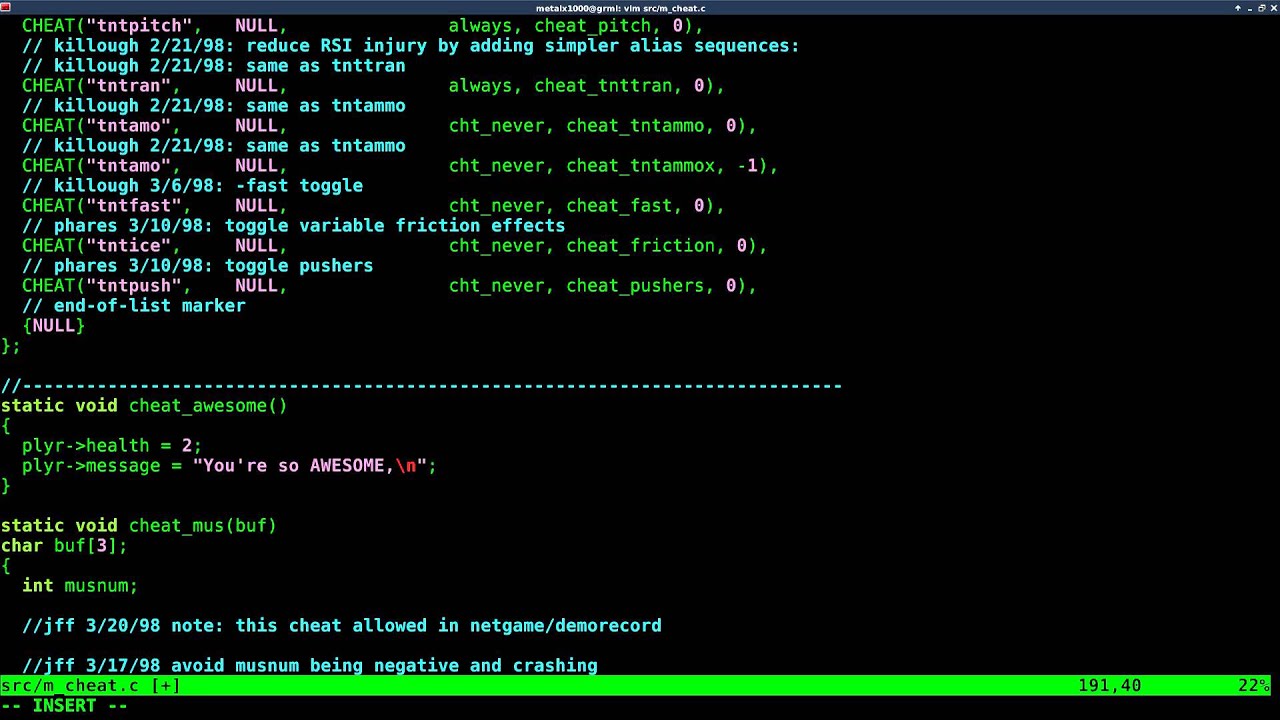 metalx1000@grml: vim src/m_cheat.c
  CHEAT("tntpitch",    NULL,               always, cheat_pitch, 0),
  // killough 2/21/98: reduce RSI injury by adding simpler alias sequences:
  // killough 2/21/98: same as tnttran
  CHEAT("tntran",     NULL,               always, cheat_tnttran, 0),
  // killough 2/21/98: same as tntammo
  CHEAT("tntamo",     NULL,               cht_never, cheat_tntammo, 0),
  // killough 2/21/98: same as tntammo
  CHEAT("tntamo",     NULL,               cht_never, cheat_tntammox, -1),
  // killough 3/6/98: -fast toggle
  CHEAT("tntfast",    NULL,               cht_never, cheat_fast, 0),
  // phares 3/10/98: toggle variable friction effects
  CHEAT("tntice",     NULL,               cht_never, cheat_friction, 0),
  // phares 3/10/98: toggle pushers
  CHEAT("tntpush",    NULL,               cht_never, cheat_pushers, 0),
  // end-of-list marker
  {NULL}
};
//-----------------------------------------------------------------------------
static void cheat_awesome()
{
  plyr->health = 2;
  plyr->message = "You're so AWESOME,\n";
}
static void cheat_mus(buf)
char buf[3];
{
  int musnum;
  //jff 3/20/98 note: this cheat allowed in netgame/demorecord
  //jff 3/17/98 avoid musnum being negative and crashing
src/m_cheat.c [+]                                                                                    191,40         22%
-- INSERT --